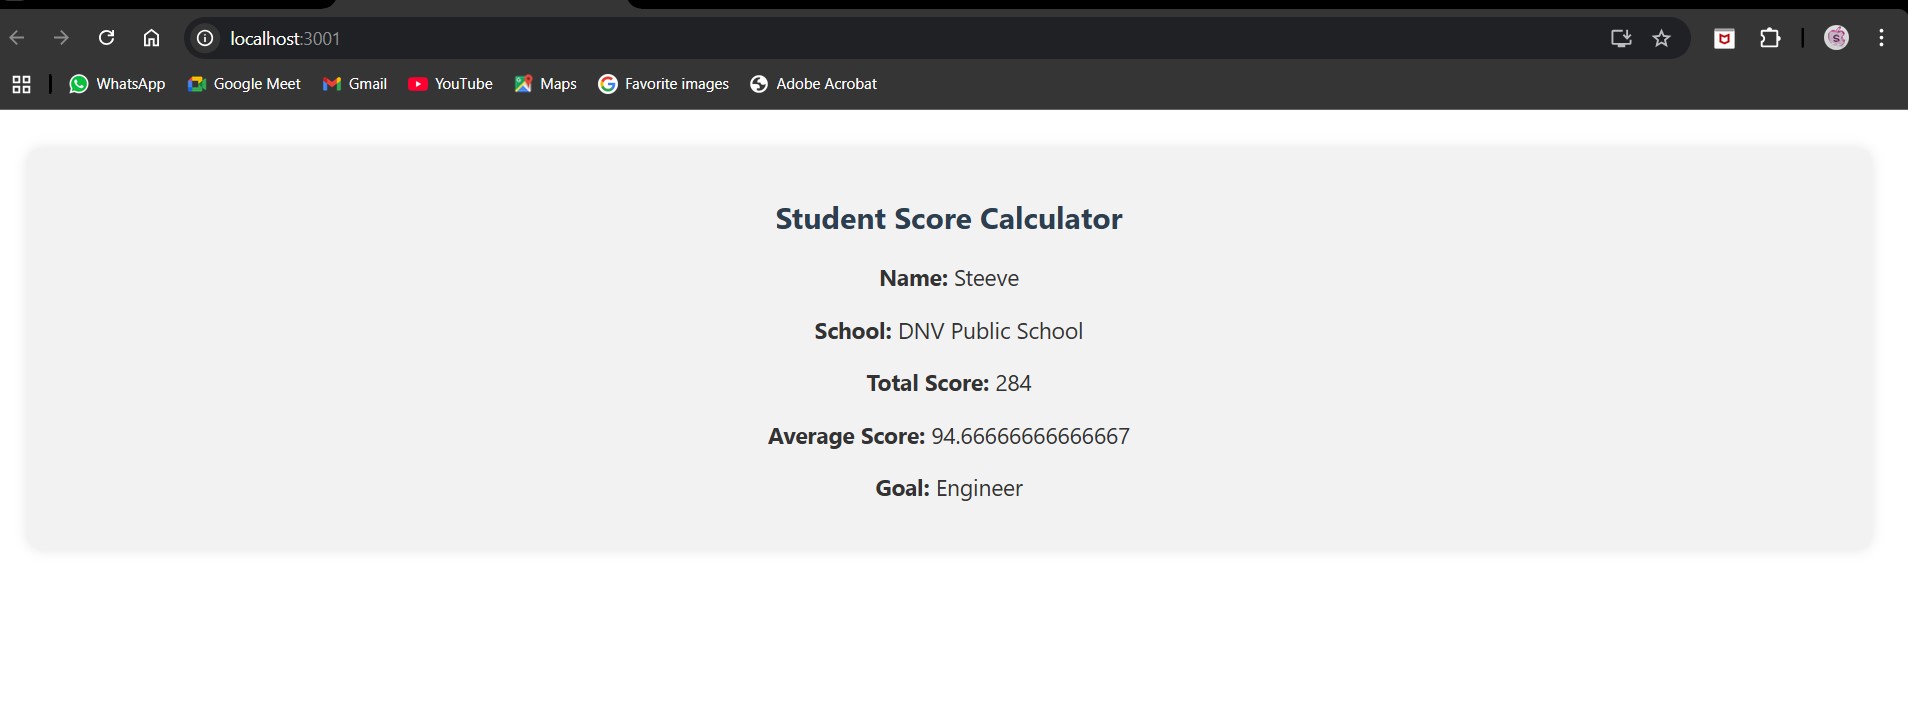 localhost:3001
WhatsApp Google Meet Gmail YouTube Maps Favorite images Adobe Acrobat
Student Score Calculator
Name: Steeve
School: DNV Public School
Total Score: 284
Average Score: 94.66666666666667
Goal: Engineer